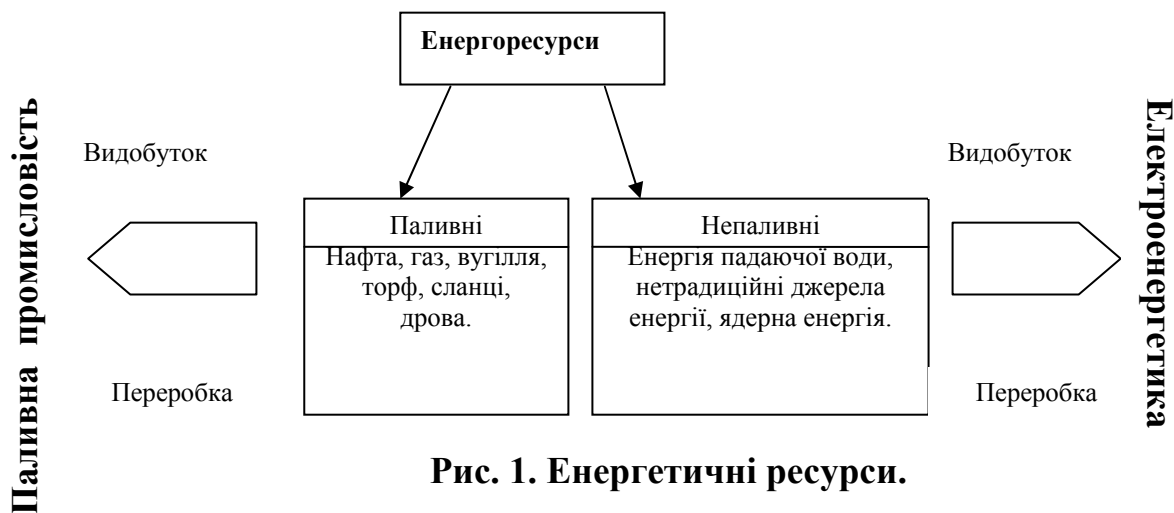 Енергоресурси
Паливна промисловість
Видобуток
Видобуток
Електроенергетика
Паливні
Нафта, газ, вугілля,
торф, сланці,
дрова.
Непаливні
Енергія падаючої води,
нетрадиційні джерела
енергії, ядерна енергія.
Переробка
Переробка
Рис. 1. Енергетичні ресурси.